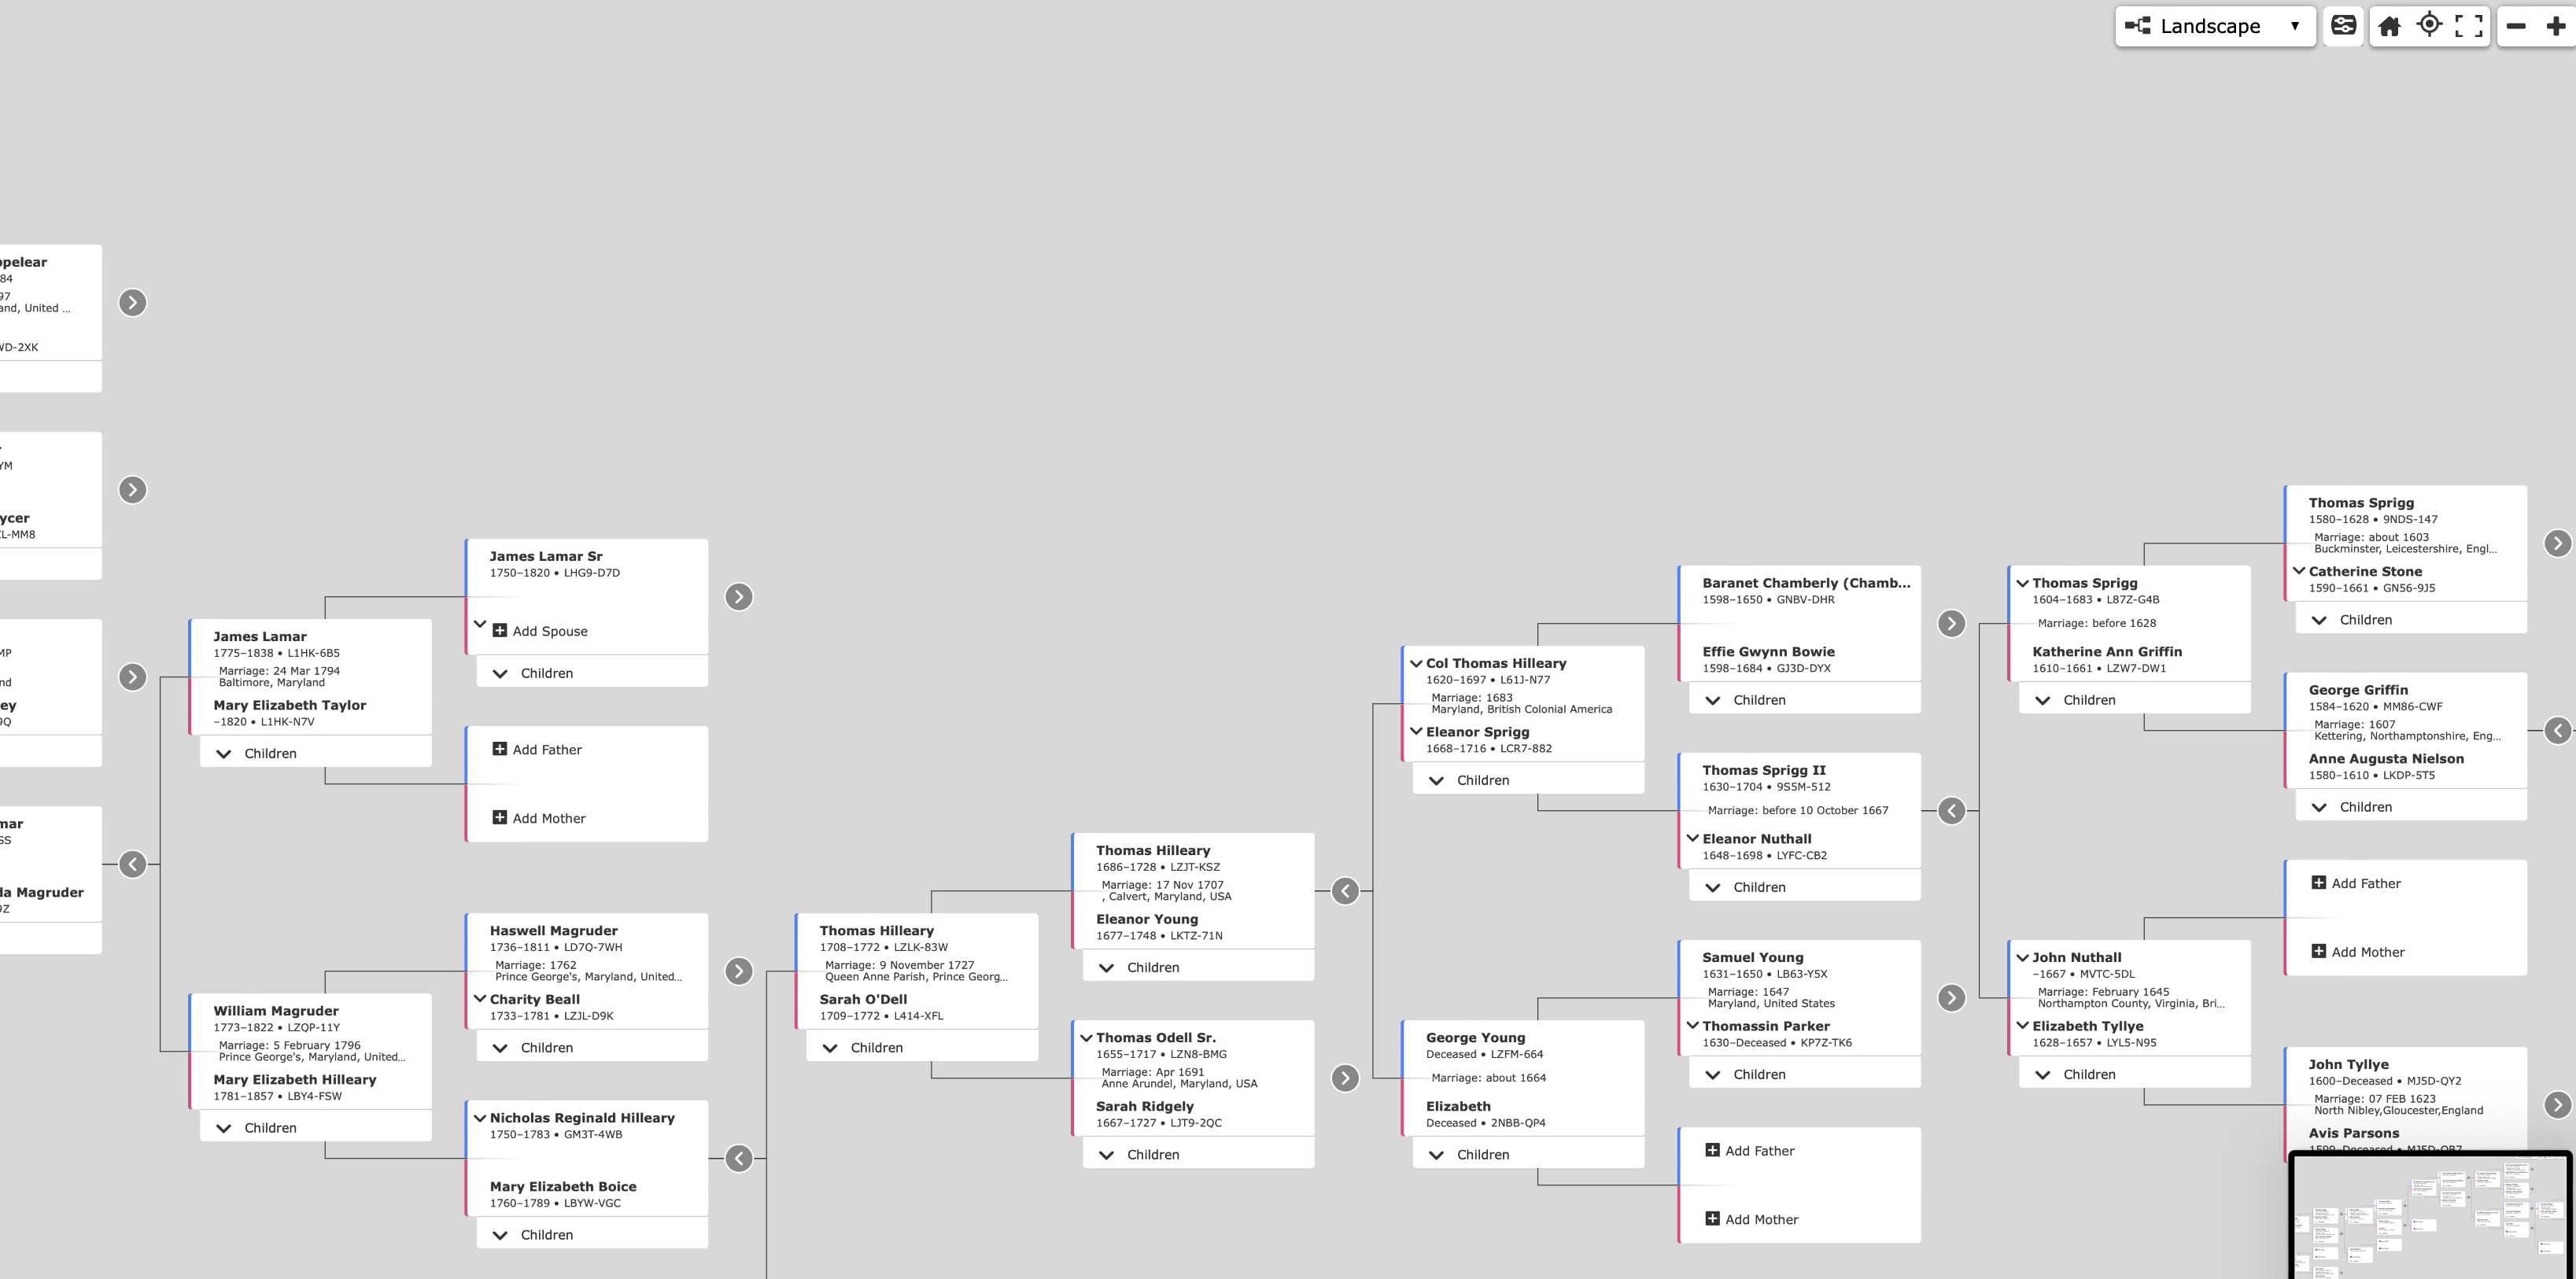 Landscape
ppelear
84
97
and, United ...
WD-2XK
YM
ycer
ZL-MM8
MP
nd
ey
9Q
mar
SS
da Magruder
9Z
James Lamar
1775–1838 • L1HK-6B5
Marriage: 24 Mar 1794
Baltimore, Maryland
Mary Elizabeth Taylor
–1820 • L1HK-N7V
Children
William Magruder
1773–1822 • LZQP-11Y
Marriage: 5 February 1796
Prince George's, Maryland, United...
Mary Elizabeth Hilleary
1781–1857 • LBY4-FSW
Children
James Lamar Sr
1750–1820 • LHG9-D7D
Add Spouse
Children
Add Father
Add Mother
Haswell Magruder
1736–1811 • LD7Q-7WH
Marriage: 1762
Prince George's, Maryland, United...
Charity Beall
1733–1781 • LZJL-D9K
Children
Nicholas Reginald Hilleary
1750–1783 • GM3T-4WB
Mary Elizabeth Boice
1760–1789 • LBYW-VGC
Children
Thomas Hilleary
1708–1772 • LZLK-83W
Marriage: 9 November 1727
Queen Anne Parish, Prince Georg...
Sarah O'Dell
1709–1772 • L414-XFL
Children
Thomas Hilleary
1686–1728 • LZJT-KSZ
Marriage: 17 Nov 1707
, Calvert, Maryland, USA
Eleanor Young
1677–1748 • LKTZ-71N
Children
Thomas Odell Sr.
1655–1717 • LZN8-BMG
Marriage: Apr 1691
Anne Arundel, Maryland, USA
Sarah Ridgely
1667–1727 • LJT9-2QC
Children
Col Thomas Hilleary
1620–1697 • L61J-N77
Marriage: 1683
Maryland, British Colonial America
Eleanor Sprigg
1668–1716 • LCR7-882
Children
George Young
Deceased • LZFM-664
Marriage: about 1664
Elizabeth
Deceased • 2NBB-QP4
Children
Baranet Chamberly (Chamb...
1598–1650 • GNBV-DHR
Effie Gwynn Bowie
1598–1684 • GJ3D-DYX
Children
Thomas Sprigg II
1630–1704 • 9S5M-512
Marriage: before 10 October 1667
Eleanor Nuthall
1648–1698 • LYFC-CB2
Children
Samuel Young
1631–1650 • LB63-Y5X
Marriage: 1647
Maryland, United States
Thomassin Parker
1630–Deceased • KP7Z-TK6
Children
Add Father
Add Mother
Thomas Sprigg
1604–1683 • L87Z-G4B
Marriage: before 1628
Katherine Ann Griffin
1610–1661 • LZW7-DW1
Children
John Nuthall
–1667 • MVTC-5DL
Marriage: February 1645
Northampton County, Virginia, Bri...
Elizabeth Tyllye
1628–1657 • LYL5-N95
Children
Thomas Sprigg
1580–1628 • 9NDS-147
Marriage: about 1603
Buckminster, Leicestershire, Engl...
Catherine Stone
1590–1661 • GN56-9J5
Children
George Griffin
1584–1620 • MM86-CWF
Marriage: 1607
Kettering, Northamptonshire, Eng...
Anne Augusta Nielson
1580–1610 • LKDP-5T5
Children
Add Father
Add Mother
John Tyllye
1600–Deceased • MJ5D-QY2
Marriage: 07 FEB 1623
North Nibley,Gloucester,England
Avis Parsons